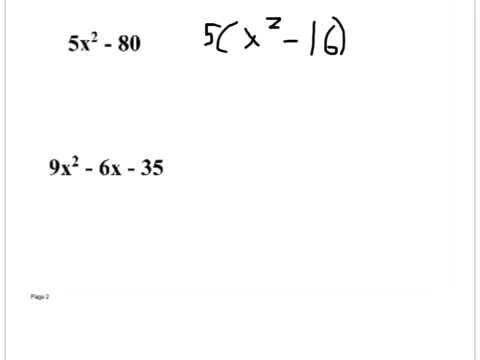 5x² - 80 5(x² - 16)
9x² - 6x - 35
Page 2